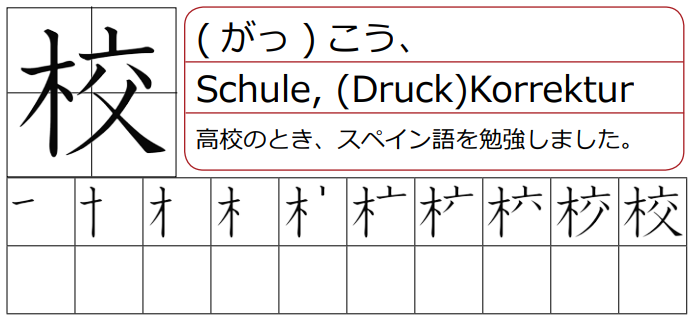 校
( がっ ) こう、
Schule, (Druck)Korrektur
高校のとき、スペイン語を勉強しました。
校